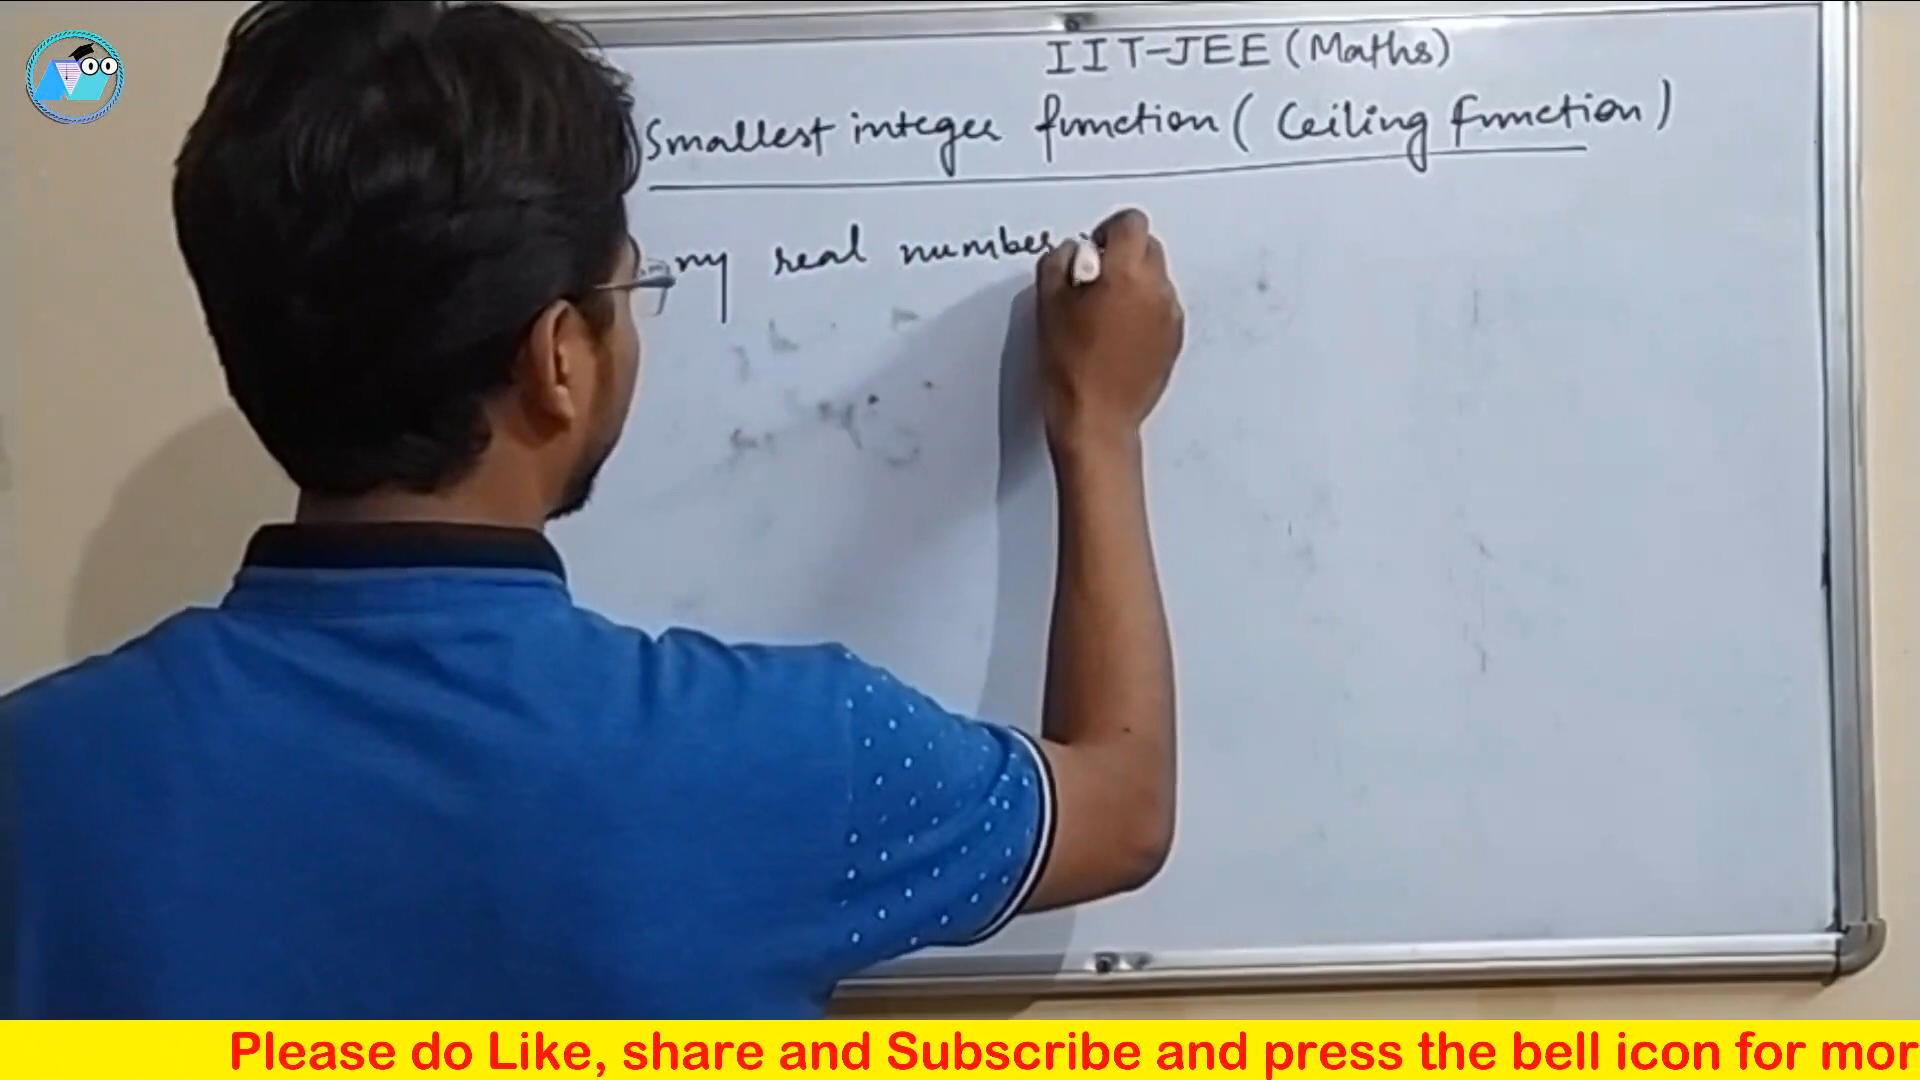 IIT-JEE (Maths)
Smallest integer function ( Ceiling function )
ny real number
Please do Like, share and Subscribe and press the bell icon for mor